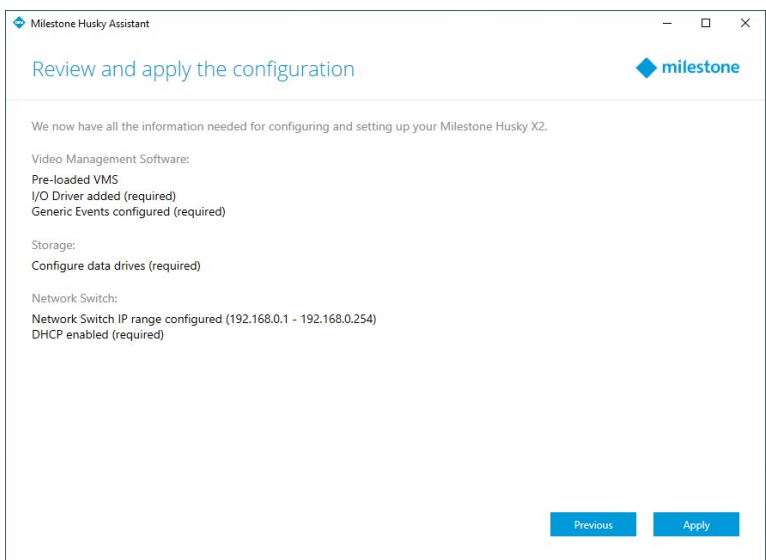 Milestone Husky Assistant
Review and apply the configuration
milestone
We now have all the information needed for configuring and setting up your Milestone Husky X2.
Video Management Software:
Pre-loaded VMS
I/O Driver added (required)
Generic Events configured (required)
Storage:
Configure data drives (required)
Network Switch:
Network Switch IP range configured (192.168.0.1 - 192.168.0.254)
DHCP enabled (required)
Previous
Apply